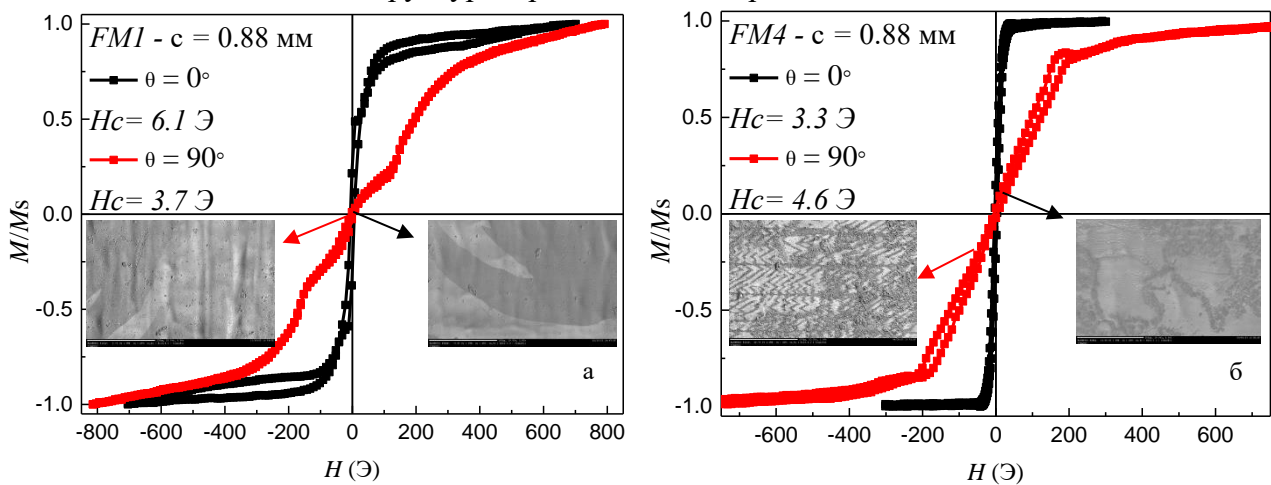 FM1 - c = 0.88 мм
θ = 0°
Hc= 6.1 Э
θ = 90°
Hc= 3.7 Э
1.0
0.5
0.0
-0.5
-1.0
M/Ms
а
-800 -600 -400 -200 0 200 400 600 800
H (Э)
FM4 - c = 0.88 мм
θ = 0°
Hc= 3.3 Э
θ = 90°
Hc= 4.6 Э
1.0
0.5
0.0
-0.5
-1.0
M/Ms
б
-600 -400 -200 0 200 400 600
H (Э)